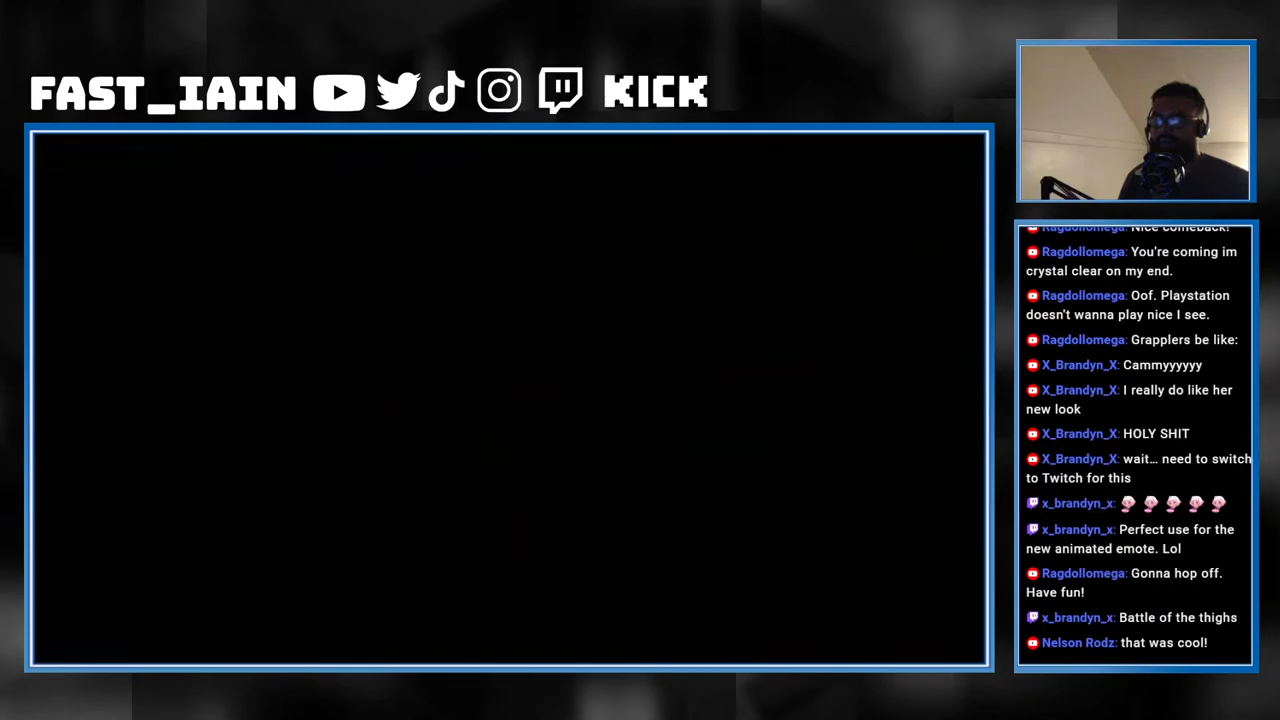 FAST_IAIN KICK
Ragdollomega: Nice comeback!
Ragdollomega: You're coming im
crystal clear on my end.
Ragdollomega: Oof. Playstation
doesn't wanna play nice I see.
Ragdollomega: Grapplers be like:
X_Brandyn_X: Cammyyyyyy
X_Brandyn_X: I really do like her
new look
X_Brandyn_X: HOLY SHIT
X_Brandyn_X: wait… need to switch
to Twitch for this
x_brandyn_x:
x_brandyn_x: Perfect use for the
new animated emote. Lol
Ragdollomega: Gonna hop off.
Have fun!
x_brandyn_x: Battle of the thighs
Nelson Rodz: that was cool!